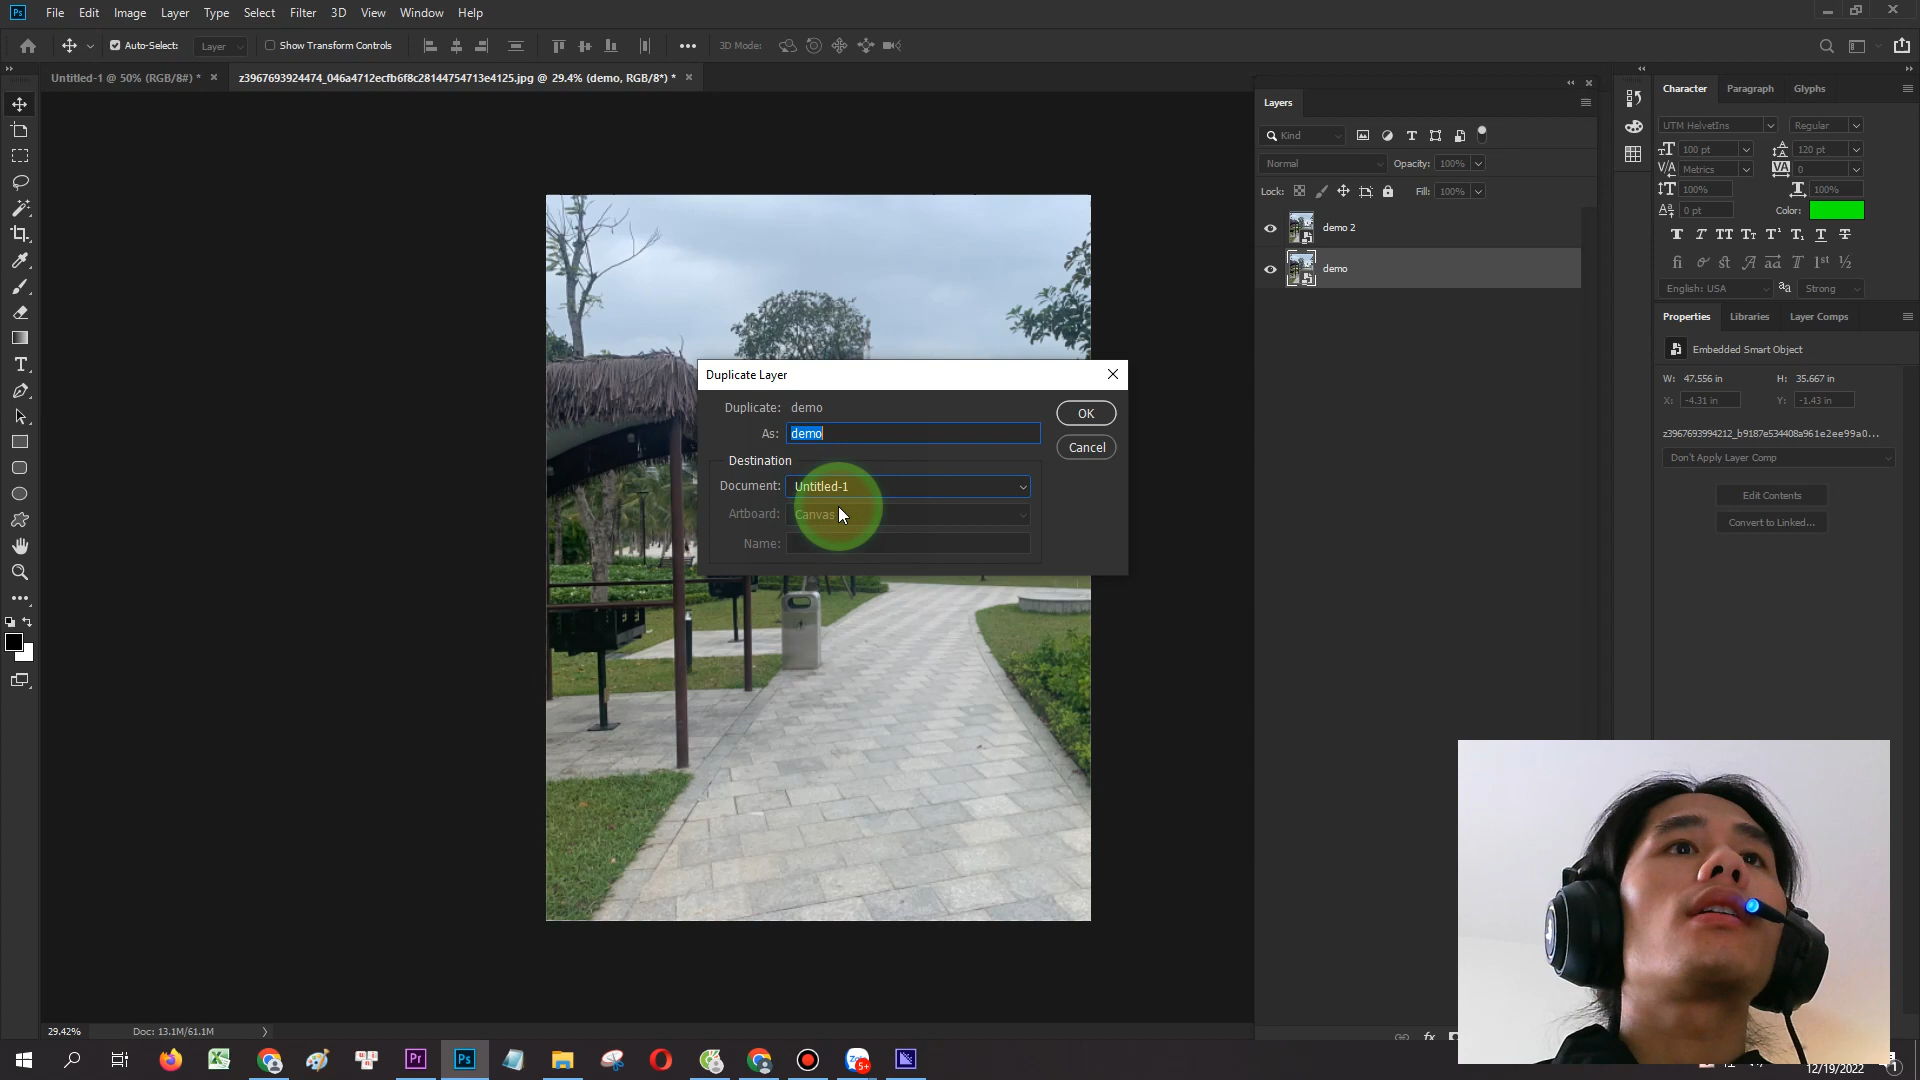 Ps File Edit Image Layer Type Select Filter 3D View Window Help
Auto-Select: Layer Show Transform Controls 3D Mode:
Untitled-1 @ 50% (RGB/8#) * z3967693924474_046a4712ecfb6f8c28144754713e4125.jpg @ 29.4% (demo, RGB/8*) *
Layers
Kind
Normal Opacity: 100%
Lock: Fill: 100%
demo 2
demo
Character Paragraph Glyphs
UTM HelvetIns Regular
100 pt 120 pt
Metrics 0
100% 100%
0 pt Color:
English: USA Strong
Properties Libraries Layer Comps
Embedded Smart Object
W: 47.556 in H: 35.667 in
X: -4.31 in Y: -1.43 in
z3967693994212_b9187e534408a961e2ee99a0...
Don't Apply Layer Comp
Edit Contents
Convert to Linked...
Duplicate Layer
Duplicate: demo
As: demo
OK
Cancel
Destination
Document: Untitled-1
Artboard: Canvas
Name:
29.42% Doc: 13.1M/61.1M
Pr Ps 5+
12/19/2022 1